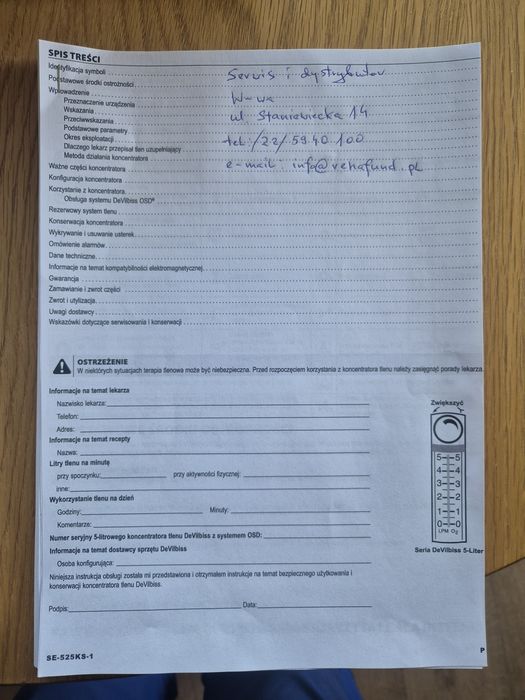 SPIS TREŚCI
Identyfikacja symboli
Podstawowe środki ostrożności
Wprowadzenie
Przeznaczenie urządzenia
Wskazania
Przeciwwskazania
Podstawowe parametry
Okres eksploatacji
Dlaczego lekarz przepisał tlen uzupełniający
Metoda działania koncentratora
Ważne części koncentratora
Konfiguracja koncentratora
Korzystanie z koncentratora
Obsługa systemu DeVilbiss OSD®
Rezerwowy system tlenu
Konserwacja koncentratora
Wykrywanie i usuwanie usterek
Omówienie alarmów
Dane techniczne
Informacje na temat kompatybilności elektromagnetycznej
Gwarancja
Zamawianie i zwrot części
Zwrot i utylizacja
Uwagi dostawcy
Wskazówki dotyczące serwisowania i konserwacji
Serwis i dystrybutor
W-wa
ul. Staniewicka 14
tel: /22/ 59 40 100
e-mail: info@rehafund.pl
OSTRZEŻENIE
W niektórych sytuacjach terapia tlenowa może być niebezpieczna. Przed rozpoczęciem korzystania z koncentratora tlenu należy zasięgnąć porady lekarza.
Informacje na temat lekarza
Nazwisko lekarza:
Telefon:
Adres:
Informacje na temat recepty
Nazwa:
Litry tlenu na minutę
przy spoczynku: przy aktywności fizycznej:
inne:
Wykorzystanie tlenu na dzień
Godziny: Minuty:
Komentarze:
Numer seryjny 5-litrowego koncentratora tlenu DeVilbiss z systemem OSD:
Informacje na temat dostawcy sprzętu DeVilbiss
Osoba konfigurująca:
Niniejsza instrukcja obsługi została mi przedstawiona i otrzymałem instrukcje na temat bezpiecznego użytkowania i
konserwacji koncentratora tlenu DeVilbiss.
Podpis: Data:
Zwiększyć
5 5
4 4
3 3
2 2
1 1
0 0
LPM O₂
Seria DeVilbiss 5-Liter
SE-525KS-1
P